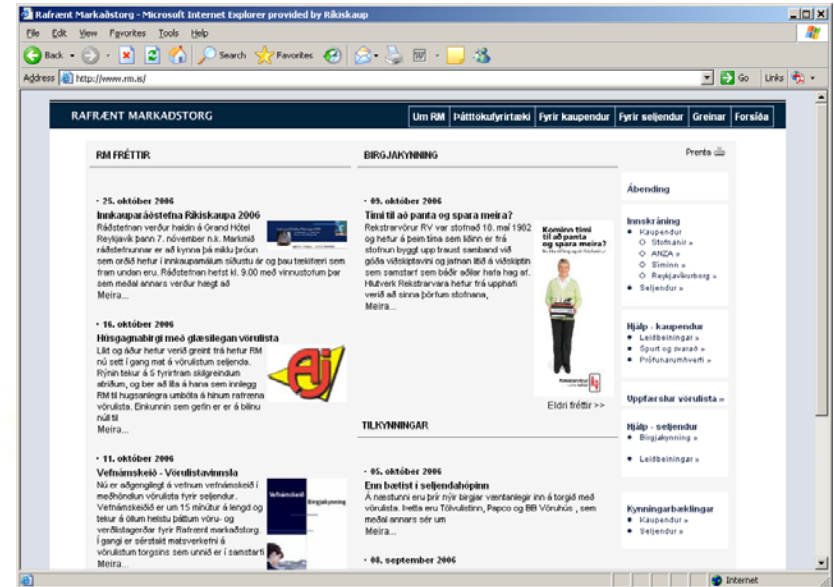 Rafrænt Markaðstorg - Microsoft Internet Explorer provided by Ríkiskaup
File Edit View Favorites Tools Help
Back Search Favorites
Address http://www.rm.is/ Go Links
RAFRÆNT MARKAÐSTORG
Um RM Þátttökufyrirtæki Fyrir kaupendur Fyrir seljendur Greinar Forsíða
Prenta
RM FRÉTTIR
· 25. október 2006
Innkauparáðstefna Ríkiskaupa 2006
Ráðstefnan verður haldin á Grand Hótel
Reykjavík þann 7. nóvember n.k. Markmið
ráðstefnunnar er að kynna þá miklu þróun
sem orðið hefur í innkaupamálum síðustu ár og þau tækifæri sem
fram undan eru. Ráðstefnan hefst kl. 9.00 með vinnustofum þar
sem meðal annars verður hægt að
Meira...
· 16. október 2006
Húsgagnabirgi með glæsilegan vörulista
Líkt og áður hefur verið greint frá hefur RM
nú sett í gang mat á vörulistum seljenda.
Rýnin tekur á 5 fyrirfram skilgreindum
atriðum, og ber að líta á hana sem innlegg
RM til hugsanlegra umbóta á hinum rafræna
vörulista. Einkunnin sem gefin er er á bilinu
núll til
Meira...
Aj
· 11. október 2006
Vefnámskeið - Vörulistavinnsla
Nú er aðgengilegt á vefnum vefnámskeið í
meðhöndlun vörulista fyrir seljendur.
Vefnámskeiðið er um 15 mínútur á lengd og
tekur á öllum helstu þáttum vöru- og
verðlistagerðar fyrir Rafrænt markaðstorg.
Í gangi er sérstakt matsverkefni á
vörulistum torgsins sem unnið er í samstarfi
Meira...
Vefnámskeið
Birgjakynning
BIRGJAKYNNING
· 09. október 2006
Tími til að panta og spara meira?
Rekstrarvörur RV var stofnað 18. maí 1982
og hefur á þeim tíma sem liðinn er frá
stofnun byggt upp traust samband við
góða viðskiptavini og jafnan litið á viðskiptin
sem samstarf sem báðir aðilar hafa hag af.
Hlutverk Rekstrarvara hefur frá upphafi
verið að sinna þörfum stofnana,
Meira...
Kominn tími
til að panta
og spara meira?
Rekstrarvörur
Eldri fréttir >>
TILKYNNINGAR
· 05. október 2006
Enn bætist í seljendahópinn
Á næstunni eru þrír nýir birgjar væntanlegir inn á torgið með
vörulista. Þetta eru Tölvulistinn, Papco og BB Vöruhús , sem
meðal annars sér um
Meira...
· 08. september 2006
Ábending
Innskráning
Kaupendur
Stofnanir »
ANZA »
Síminn »
Reykjavíkurborg »
Seljendur »
Hjálp - kaupendur
Leiðbeiningar »
Spurt og svarað »
Prófunarumhverfi »
Uppfærslur vörulista »
Hjálp - seljendur
Birgjakynning »
Leiðbeiningar »
Kynningarbæklingar
Kaupendur »
Seljendur »
Internet